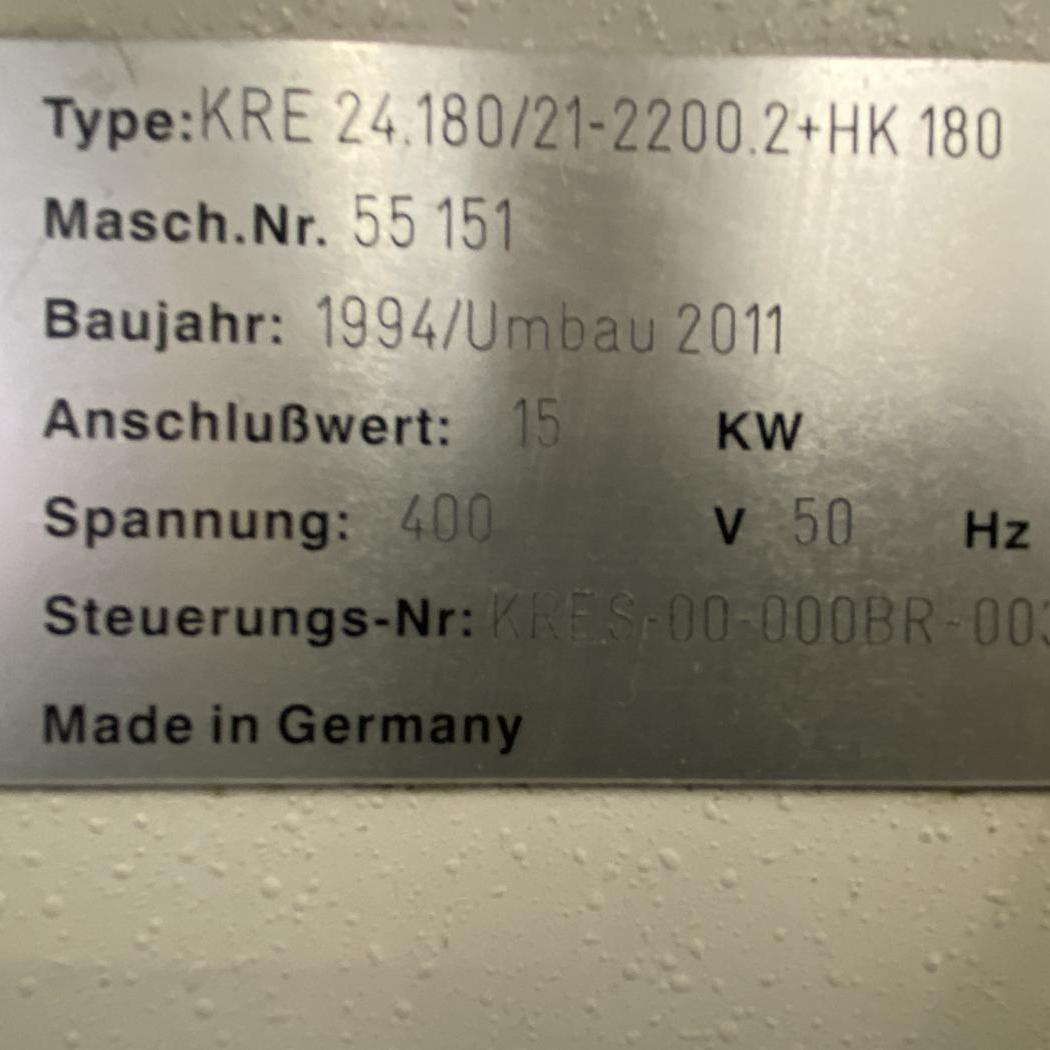 Type: KRE 24.180/21-2200.2+HK 180
Masch.Nr. 55 151
Baujahr: 1994/Umbau 2011
Anschlußwert: 15 KW
Spannung: 400 V 50 Hz
Steuerungs-Nr: KRES-00-000BR-003
Made in Germany